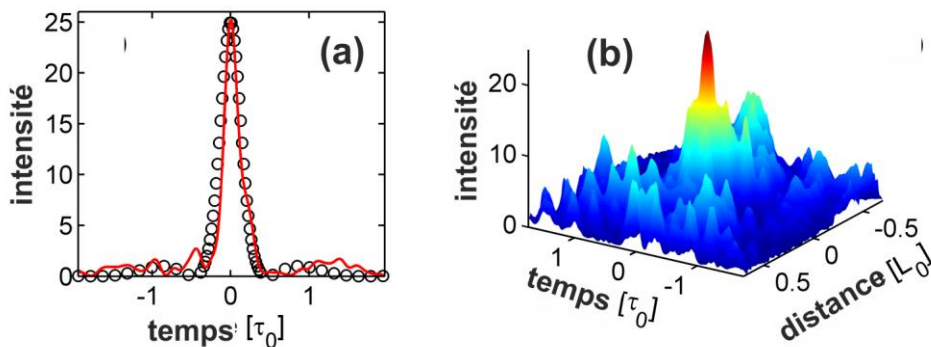 (a)
intensité
25
20
15
10
5
0
-1 0 1
temps [τ₀]
(b)
intensité
20
10
0
1 0 -1
temps [τ₀]
0.5 0 -0.5
distance [L₀]